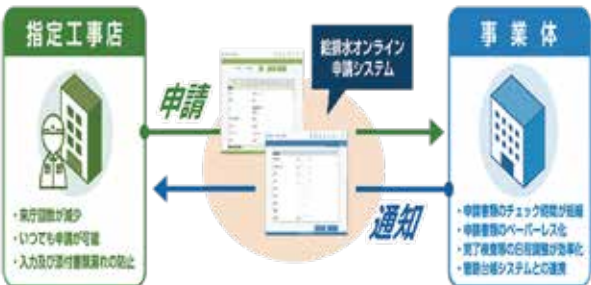 指定工事店
・来庁回数が減少
・いつでも申請が可能
・入力及び添付書類漏れの防止
申請
給排水オンライン
申請システム
通知
事業体
・申請書類のチェック時間が短縮
・申請書類のペーパーレス化
・完了検査等の日程調整が効率化
・管路台帳システムとの連携